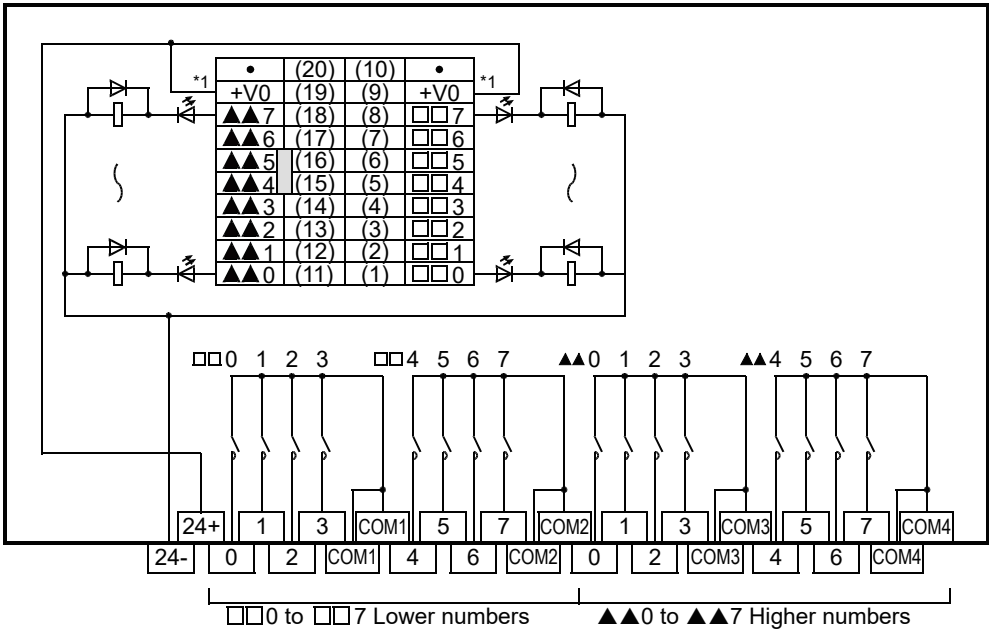 • (20) (10) •
*1 +V0 (19) (9) +V0 *1
▲▲7 (18) (8) □□7
▲▲6 (17) (7) □□6
▲▲5 (16) (6) □□5
▲▲4 (15) (5) □□4
▲▲3 (14) (4) □□3
▲▲2 (13) (3) □□2
▲▲1 (12) (2) □□1
▲▲0 (11) (1) □□0
□□0 1 2 3 □□4 5 6 7 ▲▲0 1 2 3 ▲▲4 5 6 7
24+ 1 3 COM1 5 7 COM2 1 3 COM3 5 7 COM4
24- 0 2 COM1 4 6 COM2 0 2 COM3 4 6 COM4
□□0 to □□7 Lower numbers ▲▲0 to ▲▲7 Higher numbers